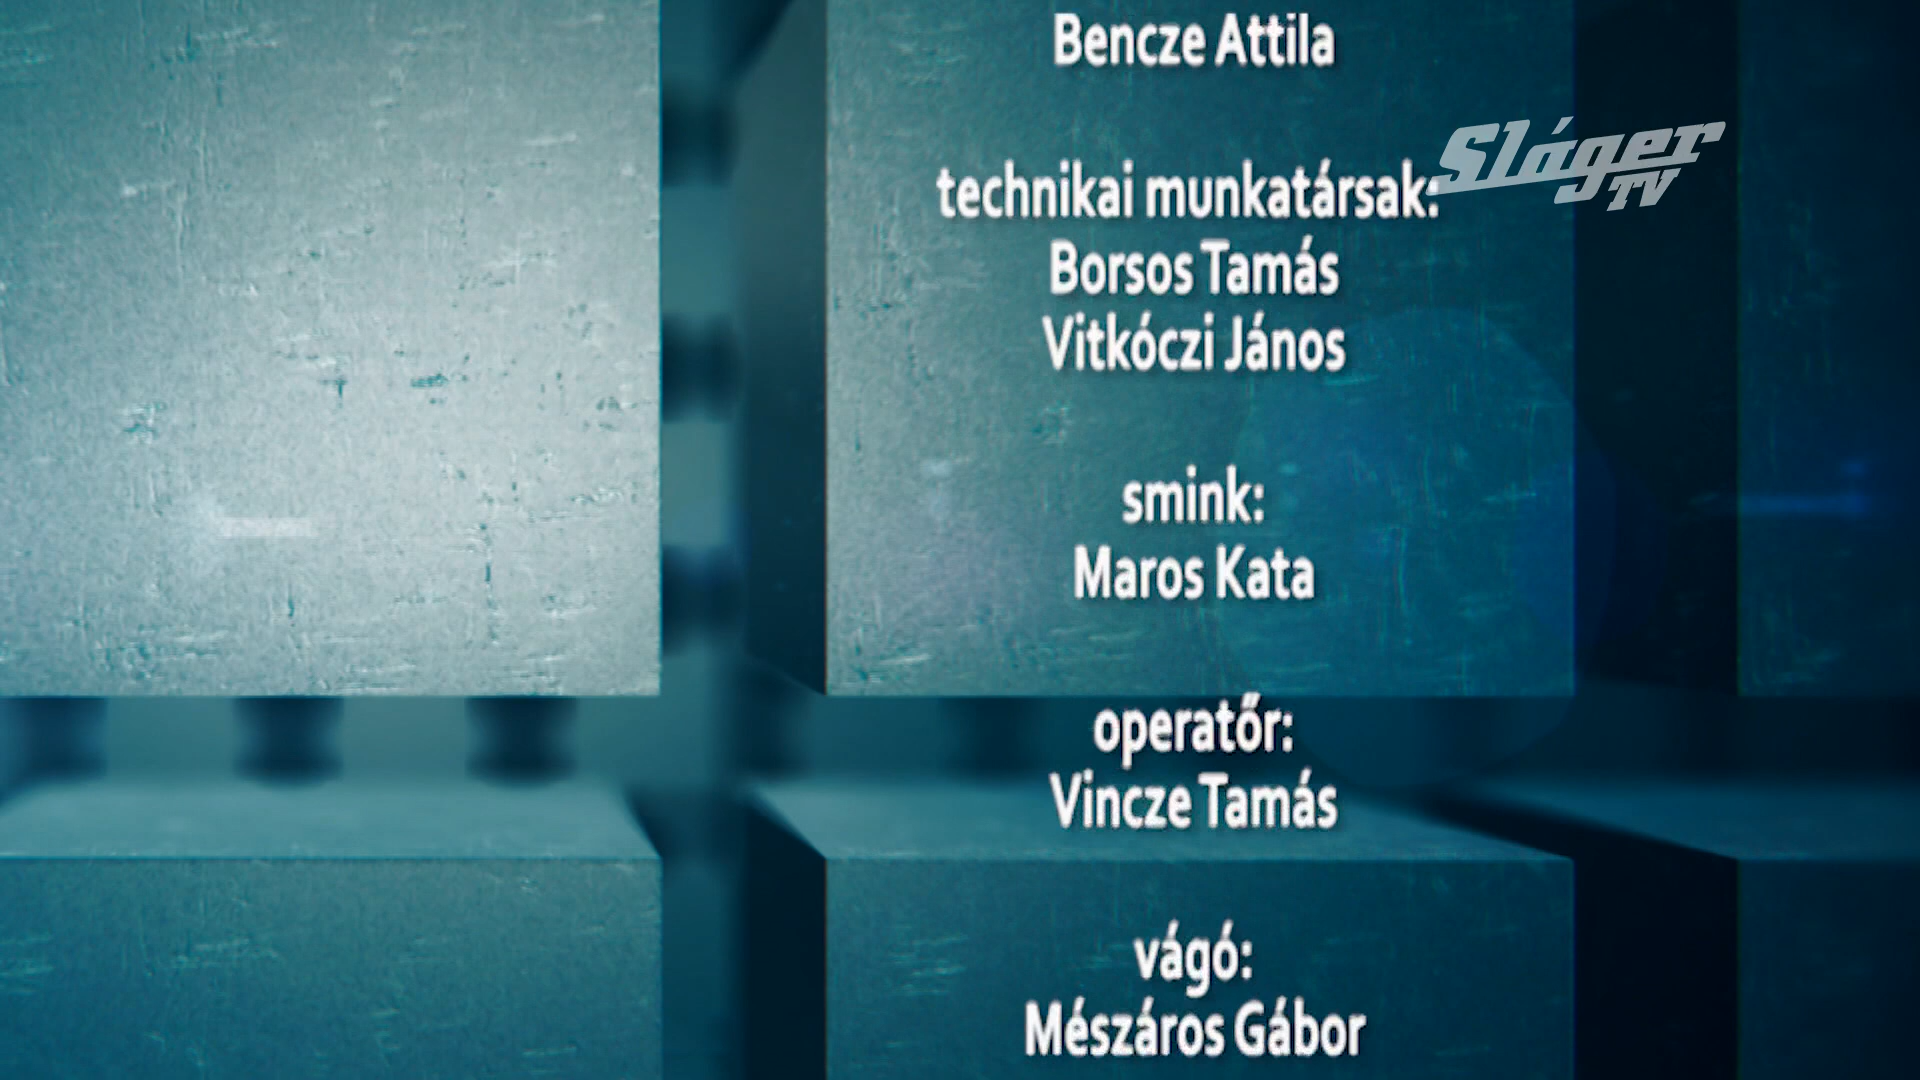 Bencze Attila
Sláger
TV
technikai munkatársak:
Borsos Tamás
Vitkóczi János
smink:
Maros Kata
operatőr:
Vincze Tamás
vágó:
Mészáros Gábor